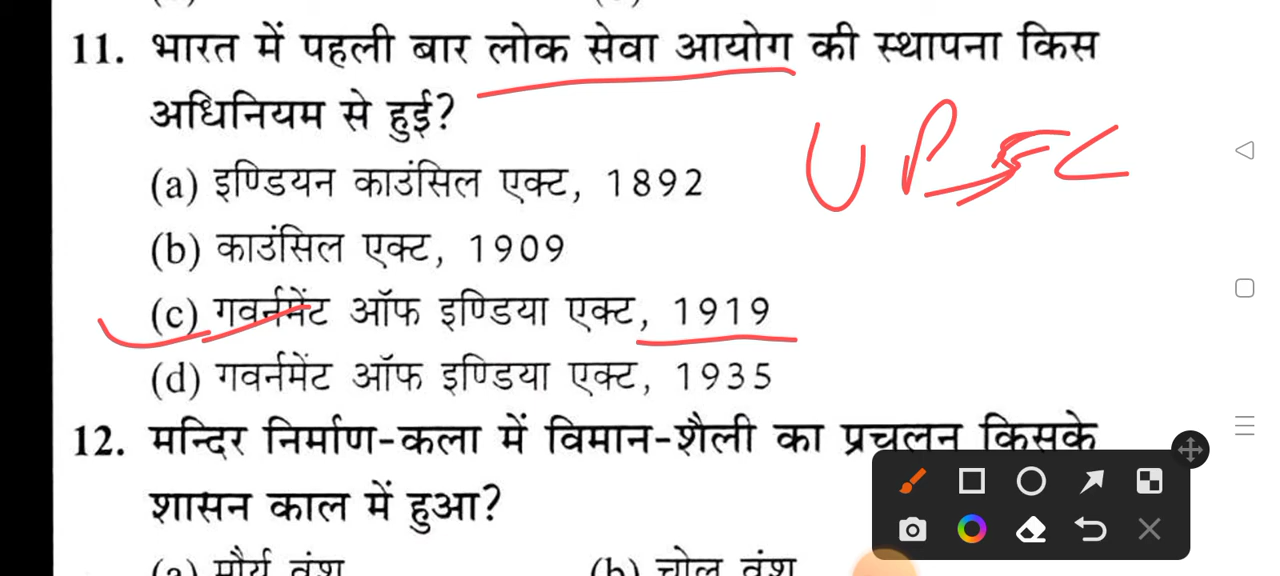 11. भारत में पहली बार लोक सेवा आयोग की स्थापना किस
अधिनियम से हुई?
UPSC
(a) इण्डियन काउंसिल एक्ट, 1892
(b) काउंसिल एक्ट, 1909
(c) गवर्नमेंट ऑफ इण्डिया एक्ट, 1919
(d) गवर्नमेंट ऑफ इण्डिया एक्ट, 1935
12. मन्दिर निर्माण-कला में विमान-शैली का प्रचलन किसके
शासन काल में हुआ?
(a) मौर्य वंश (b) चोल वंश